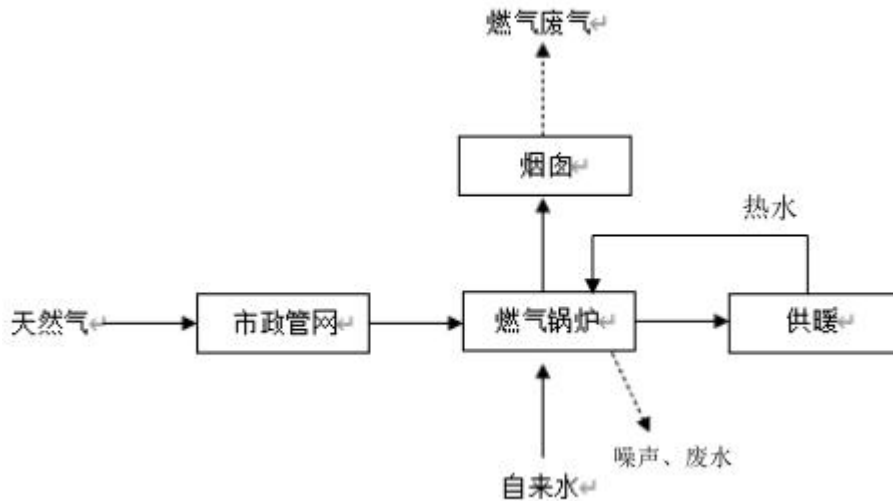 燃气废气
烟囱
热水
天然气
市政管网
燃气锅炉
供暖
噪声、废水
自来水